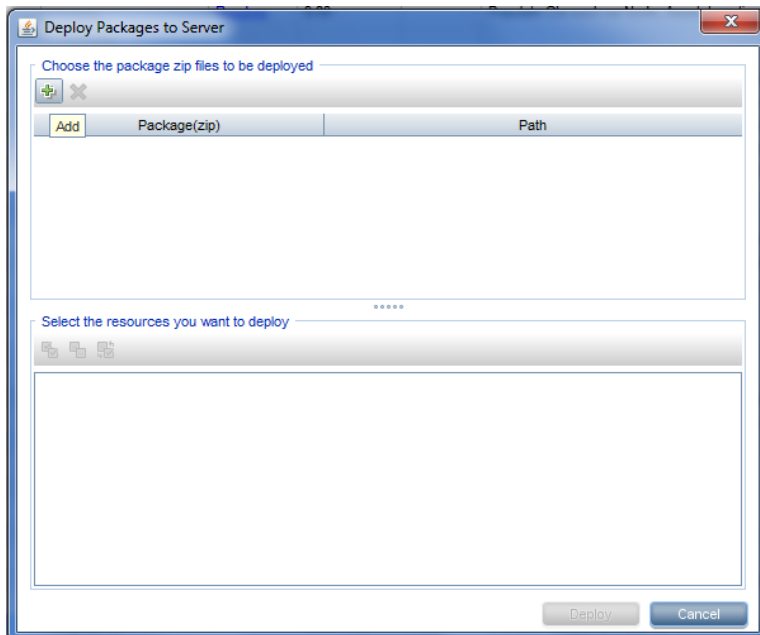 Deploy Packages to Server
Choose the package zip files to be deployed
Add
Package(zip) Path
Select the resources you want to deploy
Deploy Cancel